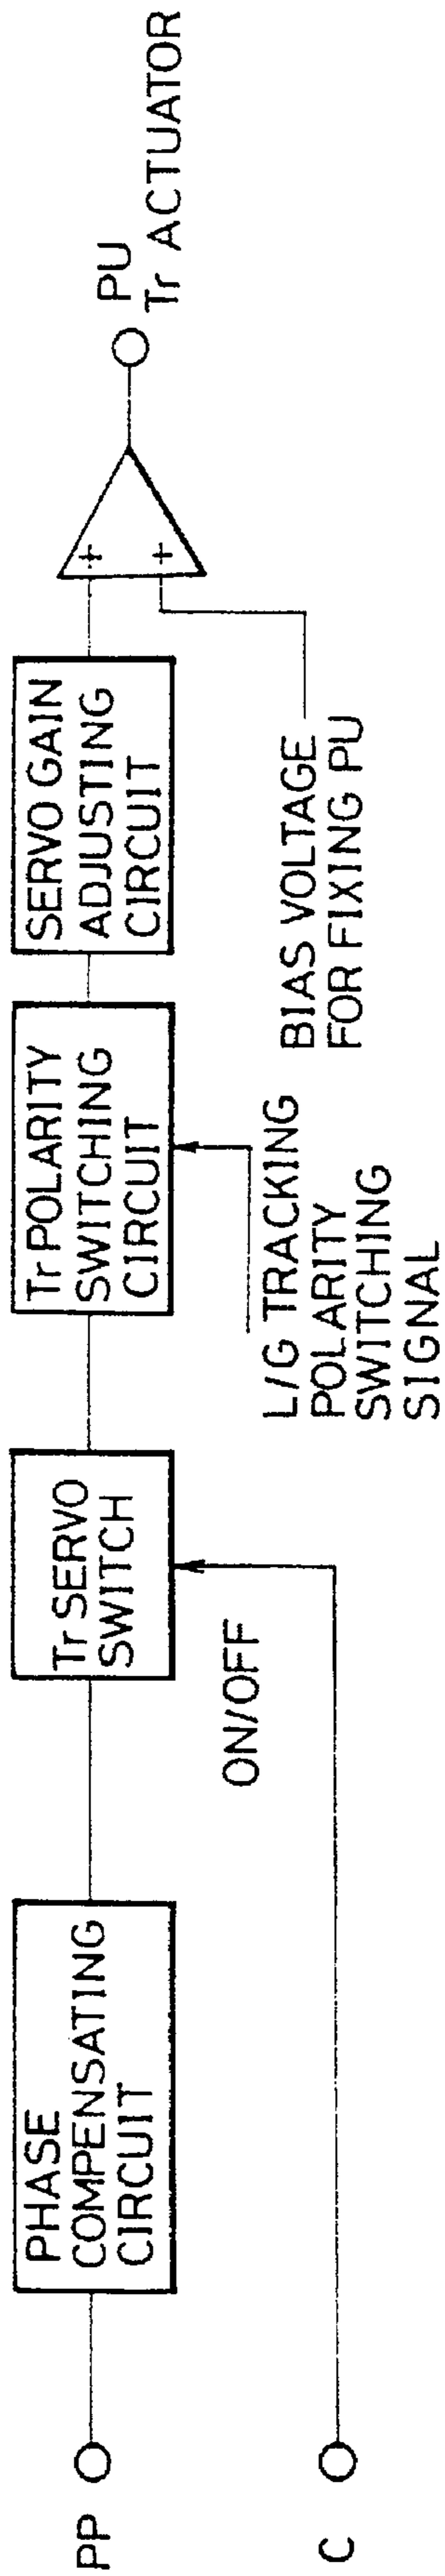 PP
PHASE
COMPENSATING
CIRCUIT
Tr SERVO
SWITCH
Tr POLARITY
SWITCHING
CIRCUIT
SERVO GAIN
ADJUSTING
CIRCUIT
+
+
PU
Tr ACTUATOR
C
ON/OFF
L/G TRACKING
POLARITY
SWITCHING
SIGNAL
BIAS VOLTAGE
FOR FIXING PU